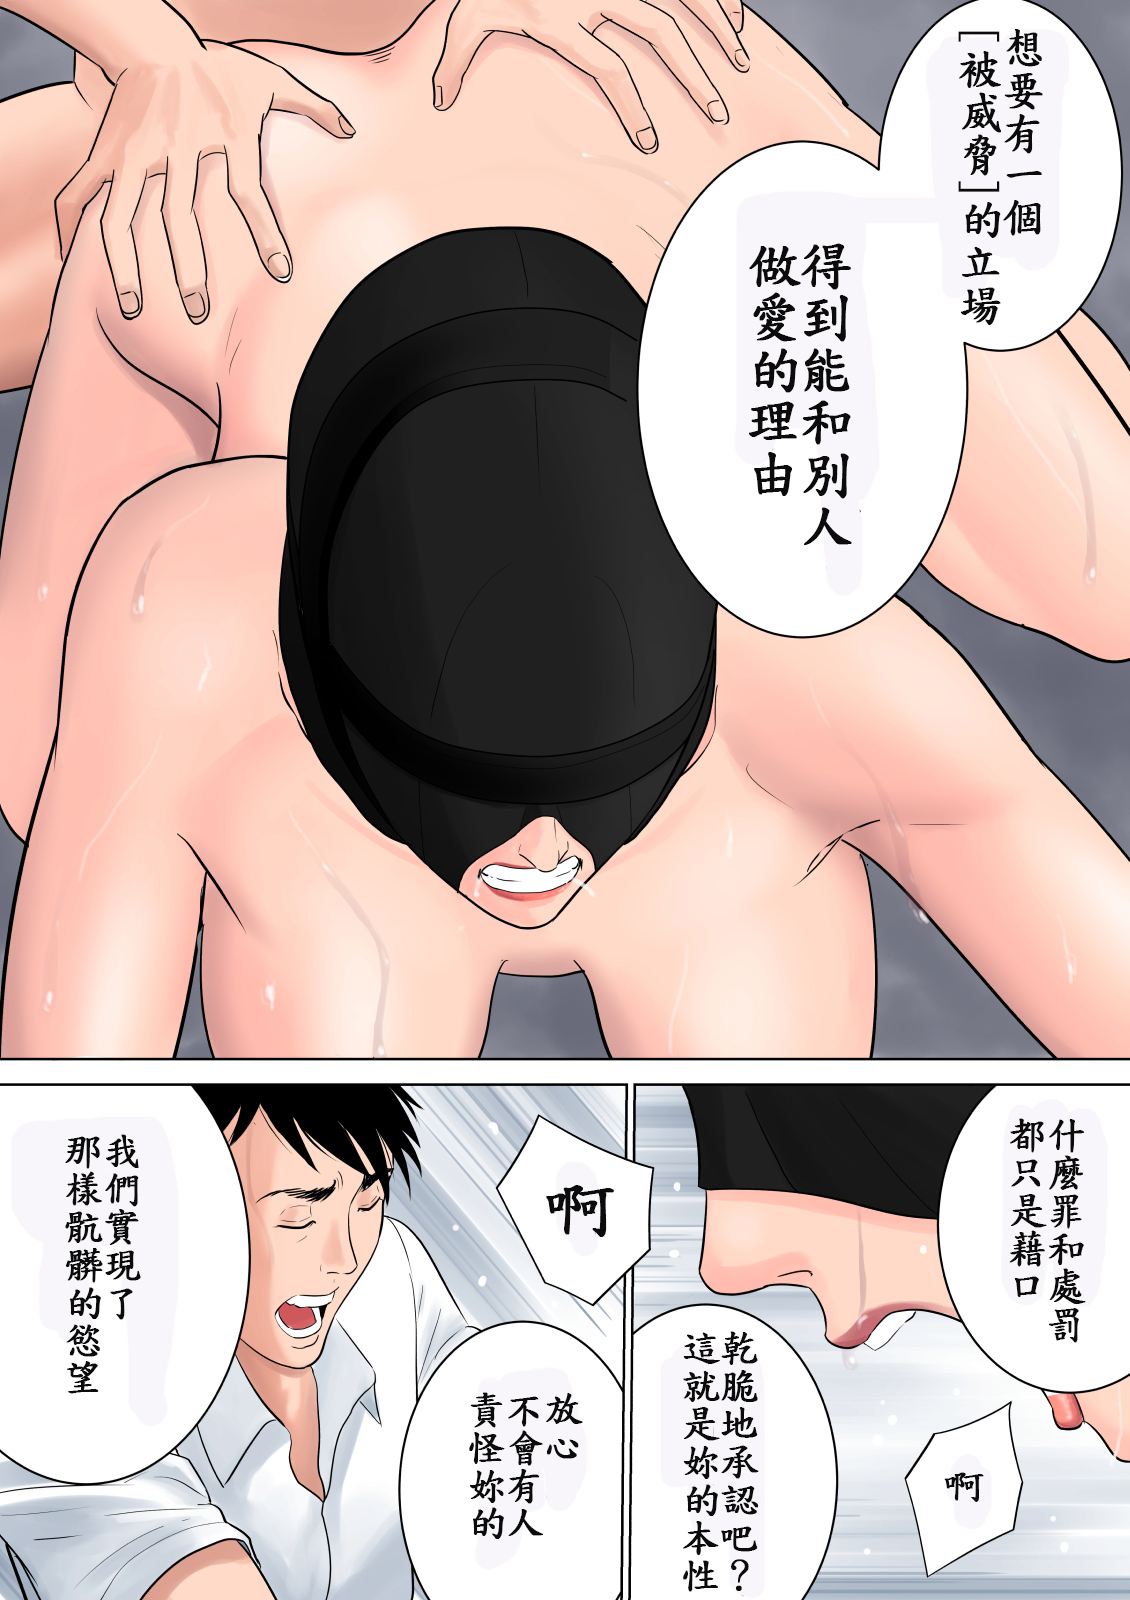 想要有一個
[被威脅]的立場
得到能和別人
做愛的理由
什麼罪和處罰
都只是藉口
啊
乾脆地承認吧？
這就是妳的本性
啊
放心
不會有人
責怪妳的
我們實現了
那樣骯髒的慾望